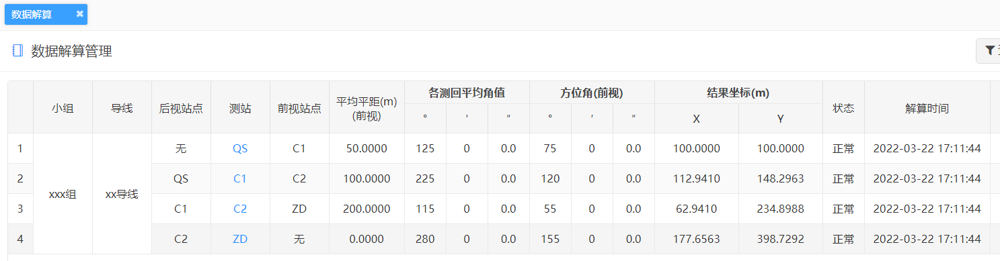 数据解算
数据解算管理
小组 导线 后视站点 测站 前视站点 平均平距(m) (前视) 各测回平均角值 方位角(前视) 结果坐标(m) 状态 解算时间
° ′ ″ ° ′ ″ X Y
1 无 QS C1 50.0000 125 0 0.0 75 0 0.0 100.0000 100.0000 正常 2022-03-22 17:11:44
2 QS C1 C2 100.0000 225 0 0.0 120 0 0.0 112.9410 148.2963 正常 2022-03-22 17:11:44
xxx组 xx导线
3 C1 C2 ZD 200.0000 115 0 0.0 55 0 0.0 62.9410 234.8988 正常 2022-03-22 17:11:44
4 C2 ZD 无 0.0000 280 0 0.0 155 0 0.0 177.6563 398.7292 正常 2022-03-22 17:11:44